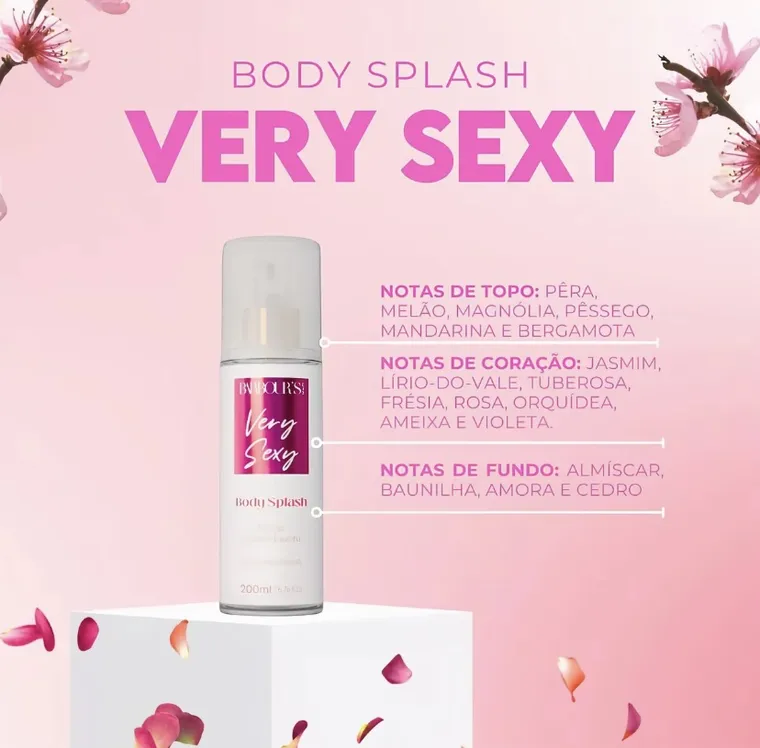 BODY SPLASH
VERY SEXY
NOTAS DE TOPO: PÊRA,
MELÃO, MAGNÓLIA, PÊSSEGO,
MANDARINA E BERGAMOTA
NOTAS DE CORAÇÃO: JASMIM,
LÍRIO-DO-VALE, TUBEROSA,
FRÉSIA, ROSA, ORQUÍDEA,
AMEIXA E VIOLETA.
NOTAS DE FUNDO: ALMÍSCAR,
BAUNILHA, AMORA E CEDRO
Very
Sexy
Body Splash
200ml